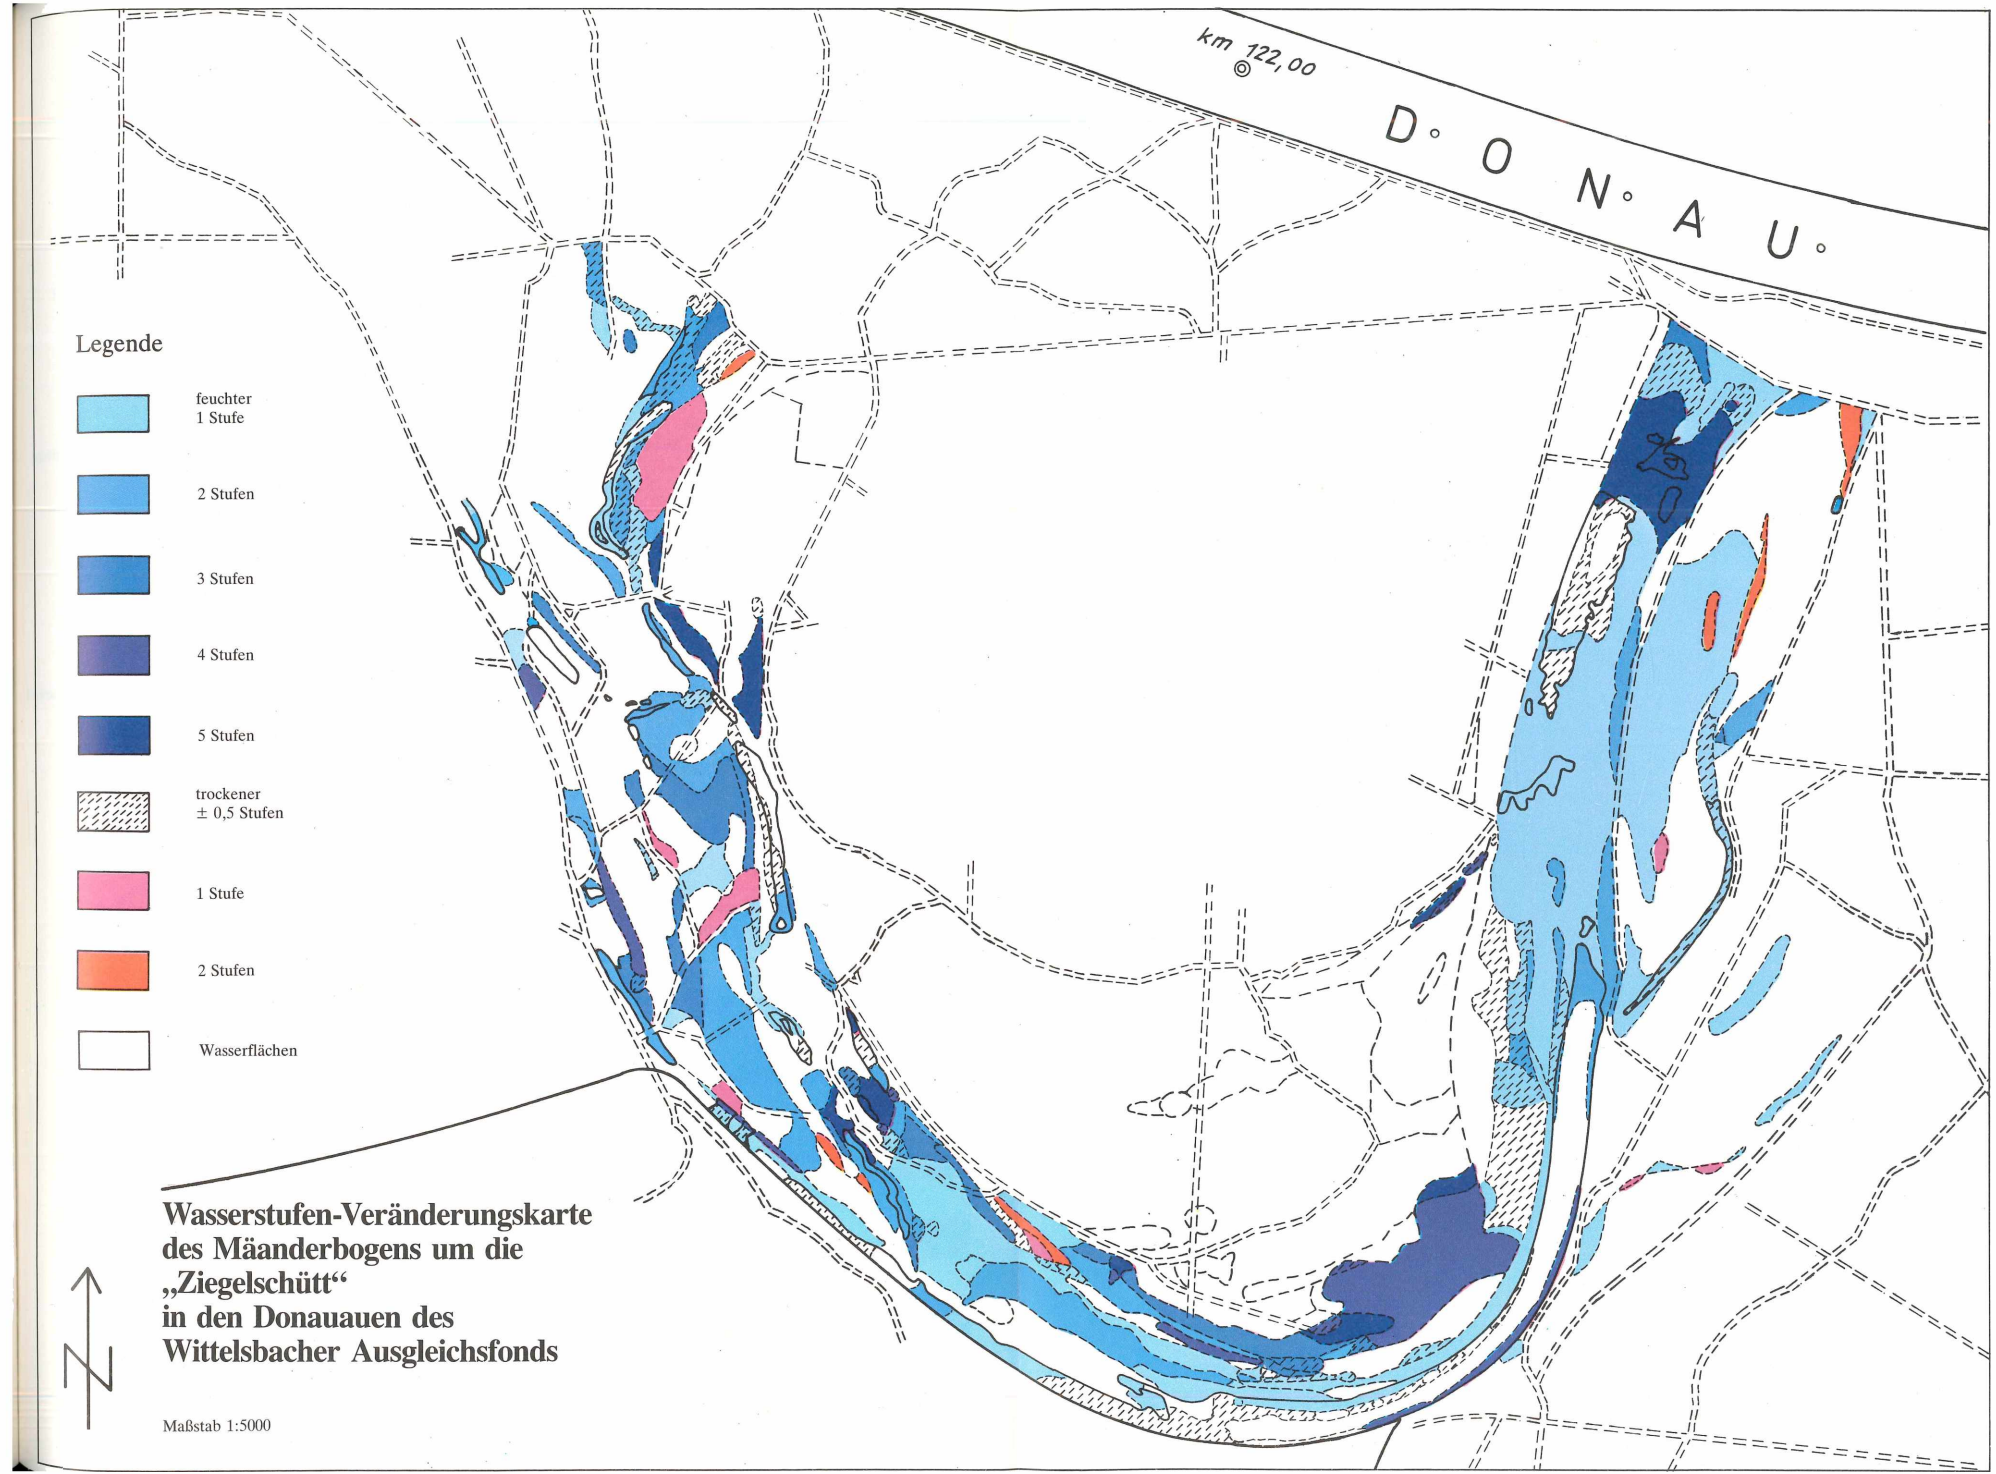 km 122,00
DONAU
Legende
feuchter
1 Stufe
2 Stufen
3 Stufen
4 Stufen
5 Stufen
trockener
± 0,5 Stufen
1 Stufe
2 Stufen
Wasserflächen
Wasserstufen-Veränderungskarte
des Mäanderbogens um die
„Ziegelschütt“
in den Donauauen des
Wittelsbacher Ausgleichsfonds
N
Maßstab 1:5000